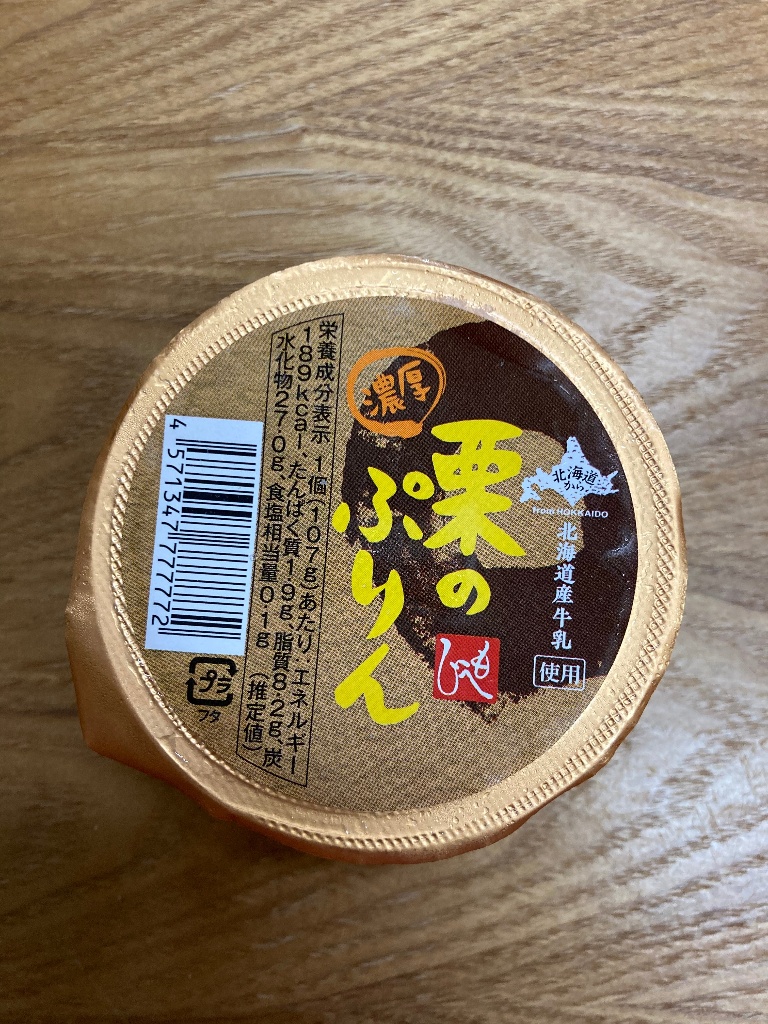 濃厚
栗の
ぷりん
もへじ
北海道
から
from HOKKAIDO
北海道産牛乳
使用
栄養成分表示 1個(107g)あたり エネルギー
189kcal、たんぱく質1.9g、脂質8.2g、炭
水化物27.0g、食塩相当量0.1g
(推定値)
4 571347 777772
プラ
フタ